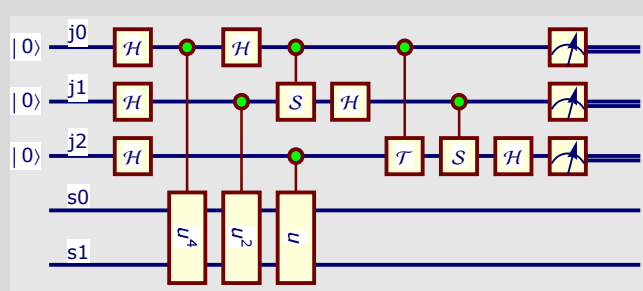 |0⟩ j0 H H
|0⟩ j1 H S H
|0⟩ j2 H T S H
s0 u⁴ u² u
s1